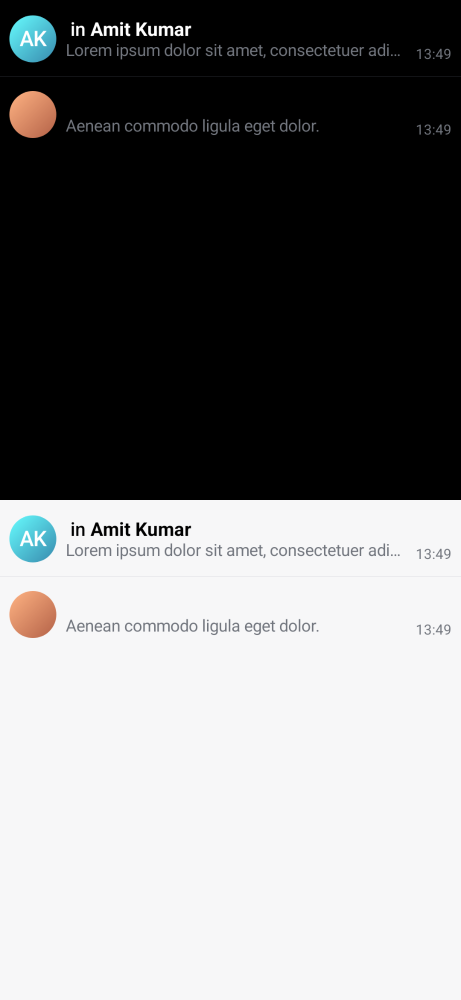 AK
in Amit Kumar
Lorem ipsum dolor sit amet, consectetuer adi...
13:49
Aenean commodo ligula eget dolor.
13:49
AK
in Amit Kumar
Lorem ipsum dolor sit amet, consectetuer adi...
13:49
Aenean commodo ligula eget dolor.
13:49